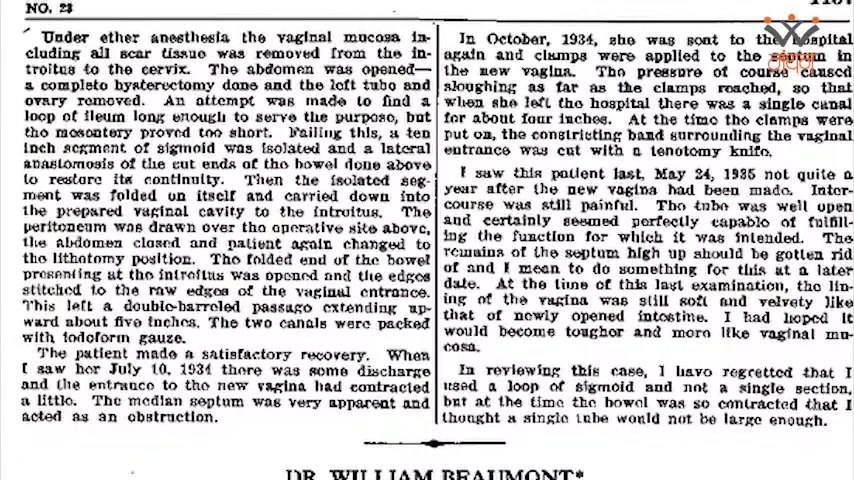 NO. 23
Under ether anesthesia the vaginal mucosa in-
cluding all scar tissue was removed from the in-
troitus to the cervix. The abdomen was opened—
a complete hysterectomy done and the left tube and
ovary removed. An attempt was made to find a
loop of ileum long enough to serve the purpose, but
the mesentery proved too short. Failing this, a ten
inch segment of sigmoid was isolated and a lateral
anastomosis of the cut ends of the bowel done above
to restore its continuity. Then the isolated seg-
ment was folded on itself and carried down into
the prepared vaginal cavity to the introitus. The
peritoneum was drawn over the operative site above,
the abdomen closed and patient again changed to
the lithotomy position. The folded end of the bowel
presenting at the introitus was opened and the edges
stitched to the raw edges of the vaginal entrance.
This left a double-barreled passage extending up-
ward about five inches. The two canals were packed
with iodoform gauze.
The patient made a satisfactory recovery. When
I saw her July 10, 1934 there was some discharge
and the entrance to the new vagina had contracted
a little. The median septum was very apparent and
acted as an obstruction.
In October, 1934, she was sent to the hospital
again and clamps were applied to the septum in
the new vagina. The pressure of course caused
sloughing as far as the clamps reached, so that
when she left the hospital there was a single canal
for about four inches. At the time the clamps were
put on, the constricting band surrounding the vaginal
entrance was cut with a tenotomy knife.
I saw this patient last, May 24, 1935 not quite a
year after the new vagina had been made. Inter-
course was still painful. The tube was well open
and certainly seemed perfectly capable of fulfill-
ing the function for which it was intended. The
remains of the septum high up should be gotten rid
of and I mean to do something for this at a later
date. At the time of this last examination, the lin-
ing of the vagina was still soft and velvety like
that of newly opened intestine. I had hoped it
would become tougher and more like vaginal mu-
cosa.
In reviewing this case, I have regretted that I
used a loop of sigmoid and not a single section,
but at the time the bowel was so contracted that I
thought a single tube would not be large enough.
DR. WILLIAM BEAUMONT*